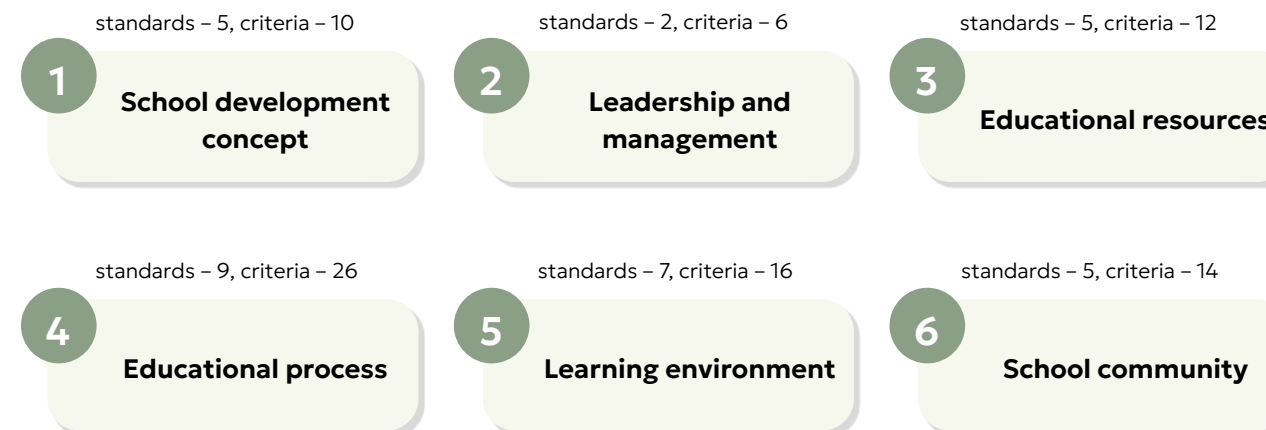 standards – 5, criteria – 10
1
School development
concept
standards – 2, criteria – 6
2
Leadership and
management
standards – 5, criteria – 12
3
Educational resources
standards – 9, criteria – 26
4
Educational process
standards – 7, criteria – 16
5
Learning environment
standards – 5, criteria – 14
6
School community